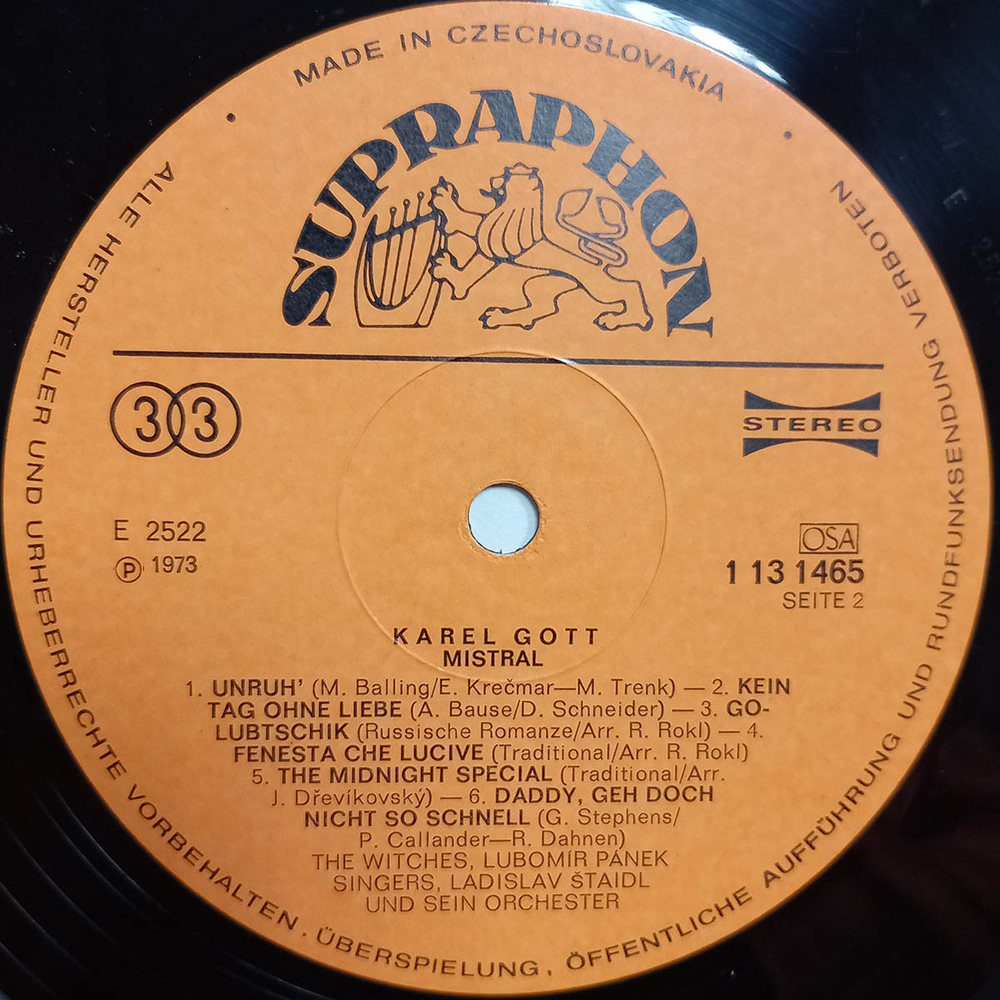 MADE IN CZECHOSLOVAKIA
SUPRAPHON
33
STEREO
E 2522
℗ 1973
OSA
1 13 1465
SEITE 2
KAREL GOTT
MISTRAL
1. UNRUH' (M. Balling/E. Krečmar—M. Trenk) — 2. KEIN
TAG OHNE LIEBE (A. Bause/D. Schneider) — 3. GO-
LUBTSCHIK (Russische Romanze/Arr. R. Rokl) — 4.
FENESTA CHE LUCIVE (Traditional/Arr. R. Rokl)
5. THE MIDNIGHT SPECIAL (Traditional/Arr.
J. Dřevíkovský) — 6. DADDY, GEH DOCH
NICHT SO SCHNELL (G. Stephens/
P. Callander—R. Dahnen)
THE WITCHES, LUBOMÍR PÁNEK
SINGERS, LADISLAV ŠTAIDL
UND SEIN ORCHESTER
ALLE HERSTELLER UND URHEBERRECHTE VORBEHALTEN. ÜBERSPIELUNG, ÖFFENTLICHE AUFFÜHRUNG UND RUNDFUNKSENDUNG VERBOTEN